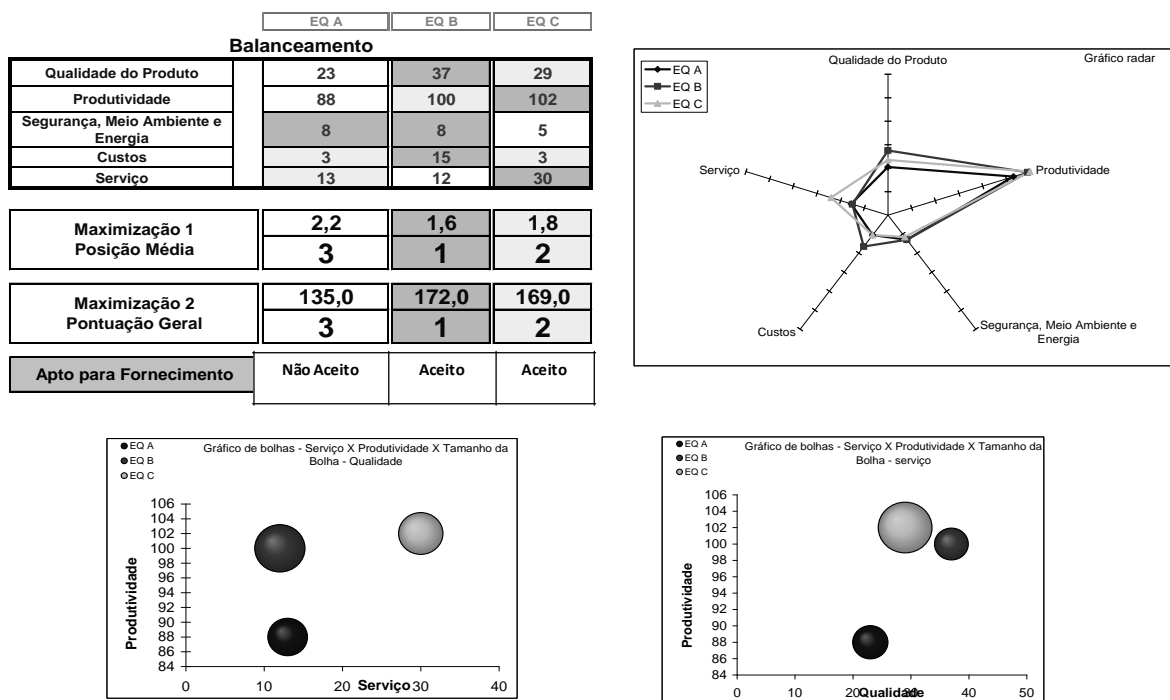 EQ A EQ B EQ C
Balanceamento
Qualidade do Produto 23 37 29
Produtividade 88 100 102
Segurança, Meio Ambiente e
Energia 8 8 5
Custos 3 15 3
Serviço 13 12 30
Maximização 1
Posição Média
2,2 1,6 1,8
3 1 2
Maximização 2
Pontuação Geral
135,0 172,0 169,0
3 1 2
Apto para Fornecimento Não Aceito Aceito Aceito
Gráfico radar
EQ A
EQ B
EQ C
Qualidade do Produto
Produtividade
Segurança, Meio Ambiente e
Energia
Custos
Serviço
EQ A
EQ B
EQ C
Gráfico de bolhas - Serviço X Produtividade X Tamanho da
Bolha - Qualidade
Produtividade
106
104
102
100
98
96
94
92
90
88
86
84
0 10 20 30 40
Serviço
EQ A
EQ B
EQ C
Gráfico de bolhas - Serviço X Produtividade X Tamanho da
Bolha - serviço
Produtividade
106
104
102
100
98
96
94
92
90
88
86
84
0 10 20 30 40 50
Qualidade